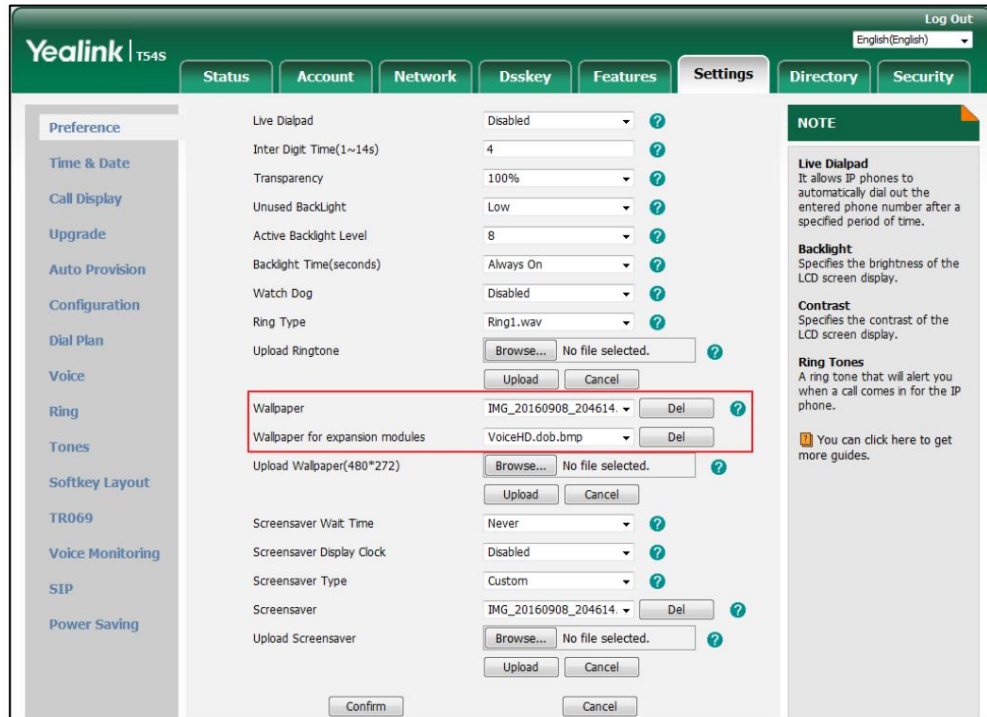 Log Out
Yealink | T54S
English(English)
Status Account Network Dsskey Features Settings Directory Security
Preference
Time & Date
Call Display
Upgrade
Auto Provision
Configuration
Dial Plan
Voice
Ring
Tones
Softkey Layout
TR069
Voice Monitoring
SIP
Power Saving
Live Dialpad Disabled ?
Inter Digit Time(1~14s) 4 ?
Transparency 100% ?
Unused BackLight Low ?
Active Backlight Level 8 ?
Backlight Time(seconds) Always On ?
Watch Dog Disabled ?
Ring Type Ring1.wav ?
Upload Ringtone Browse... No file selected. ?
Upload Cancel
Wallpaper IMG_20160908_204614. Del ?
Wallpaper for expansion modules VoiceHD.dob.bmp Del
Upload Wallpaper(480*272) Browse... No file selected. ?
Upload Cancel
Screensaver Wait Time Never ?
Screensaver Display Clock Disabled ?
Screensaver Type Custom ?
Screensaver IMG_20160908_204614. Del ?
Upload Screensaver Browse... No file selected. ?
Upload Cancel
Confirm Cancel
NOTE
Live Dialpad
It allows IP phones to
automatically dial out the
entered phone number after a
specified period of time.
Backlight
Specifies the brightness of the
LCD screen display.
Contrast
Specifies the contrast of the
LCD screen display.
Ring Tones
A ring tone that will alert you
when a call comes in for the IP
phone.
? You can click here to get
more guides.